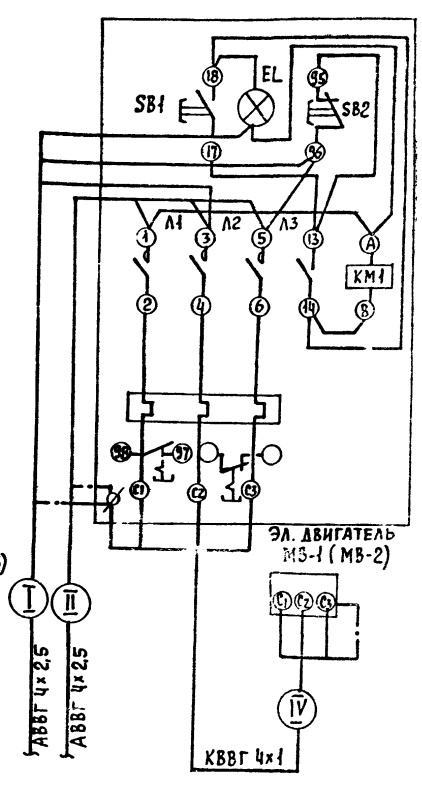 18 EL 95
SB1 SB2
17 96
Л1 Л2 Л3
1 3 5 13 A
KM1
2 4 6 14 B
98 97
C1 C2 C3
ЭЛ. ДВИГАТЕЛЬ
МВ-1 (МВ-2)
)
C1 C2 C3
I II
IV
АВВГ 4х2,5
АВВГ 4х2,5
КВВГ 4х1